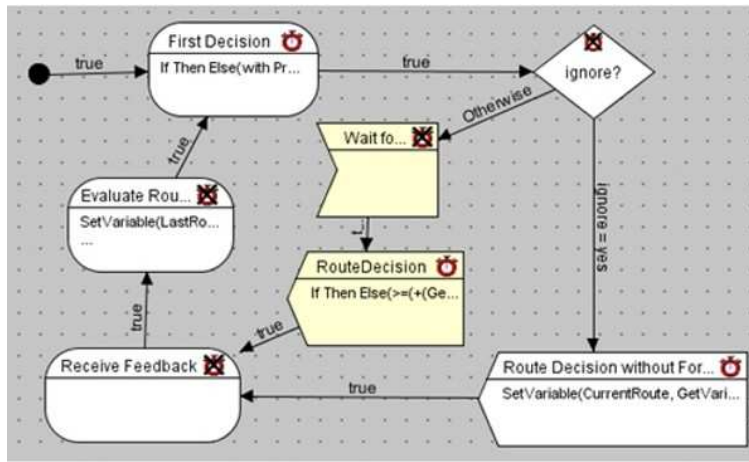 First Decision
If Then Else(with Pr...
true
true
ignore?
Otherwise
Wait fo...
true
Evaluate Rou...
SetVariable(LastRo...
...
t...
ignore = yes
RouteDecision
If Then Else(>=(+(Ge...
true
true
Receive Feedback
true
Route Decision without For...
SetVariable(CurrentRoute, GetVari...